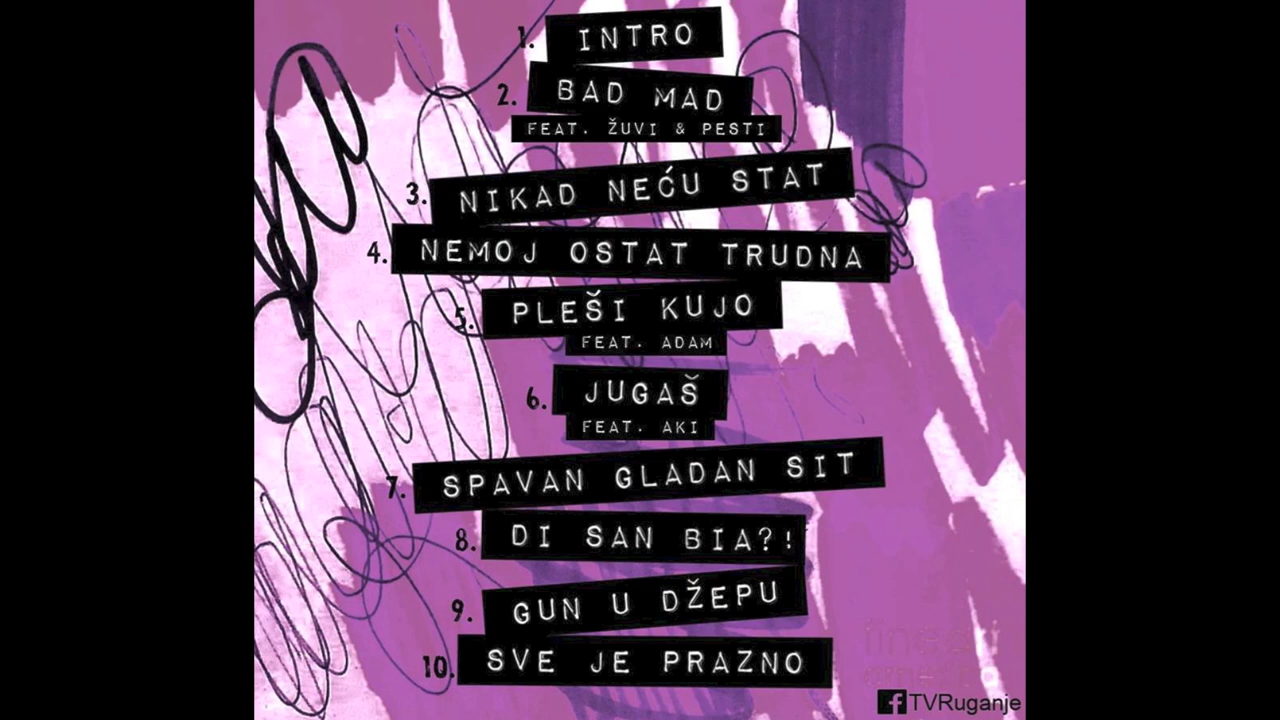 1. INTRO
2. BAD MAD
FEAT. ŽUVI & PESTI
3. NIKAD NEĆU STAT
4. NEMOJ OSTAT TRUDNA
5. PLEŠI KUJO
FEAT. ADAM
6. JUGAŠ
FEAT. AKI
7. SPAVAN GLADAN SIT
8. DI SAN BIA?!
9. GUN U DŽEPU
10. SVE JE PRAZNO
TVRuganje